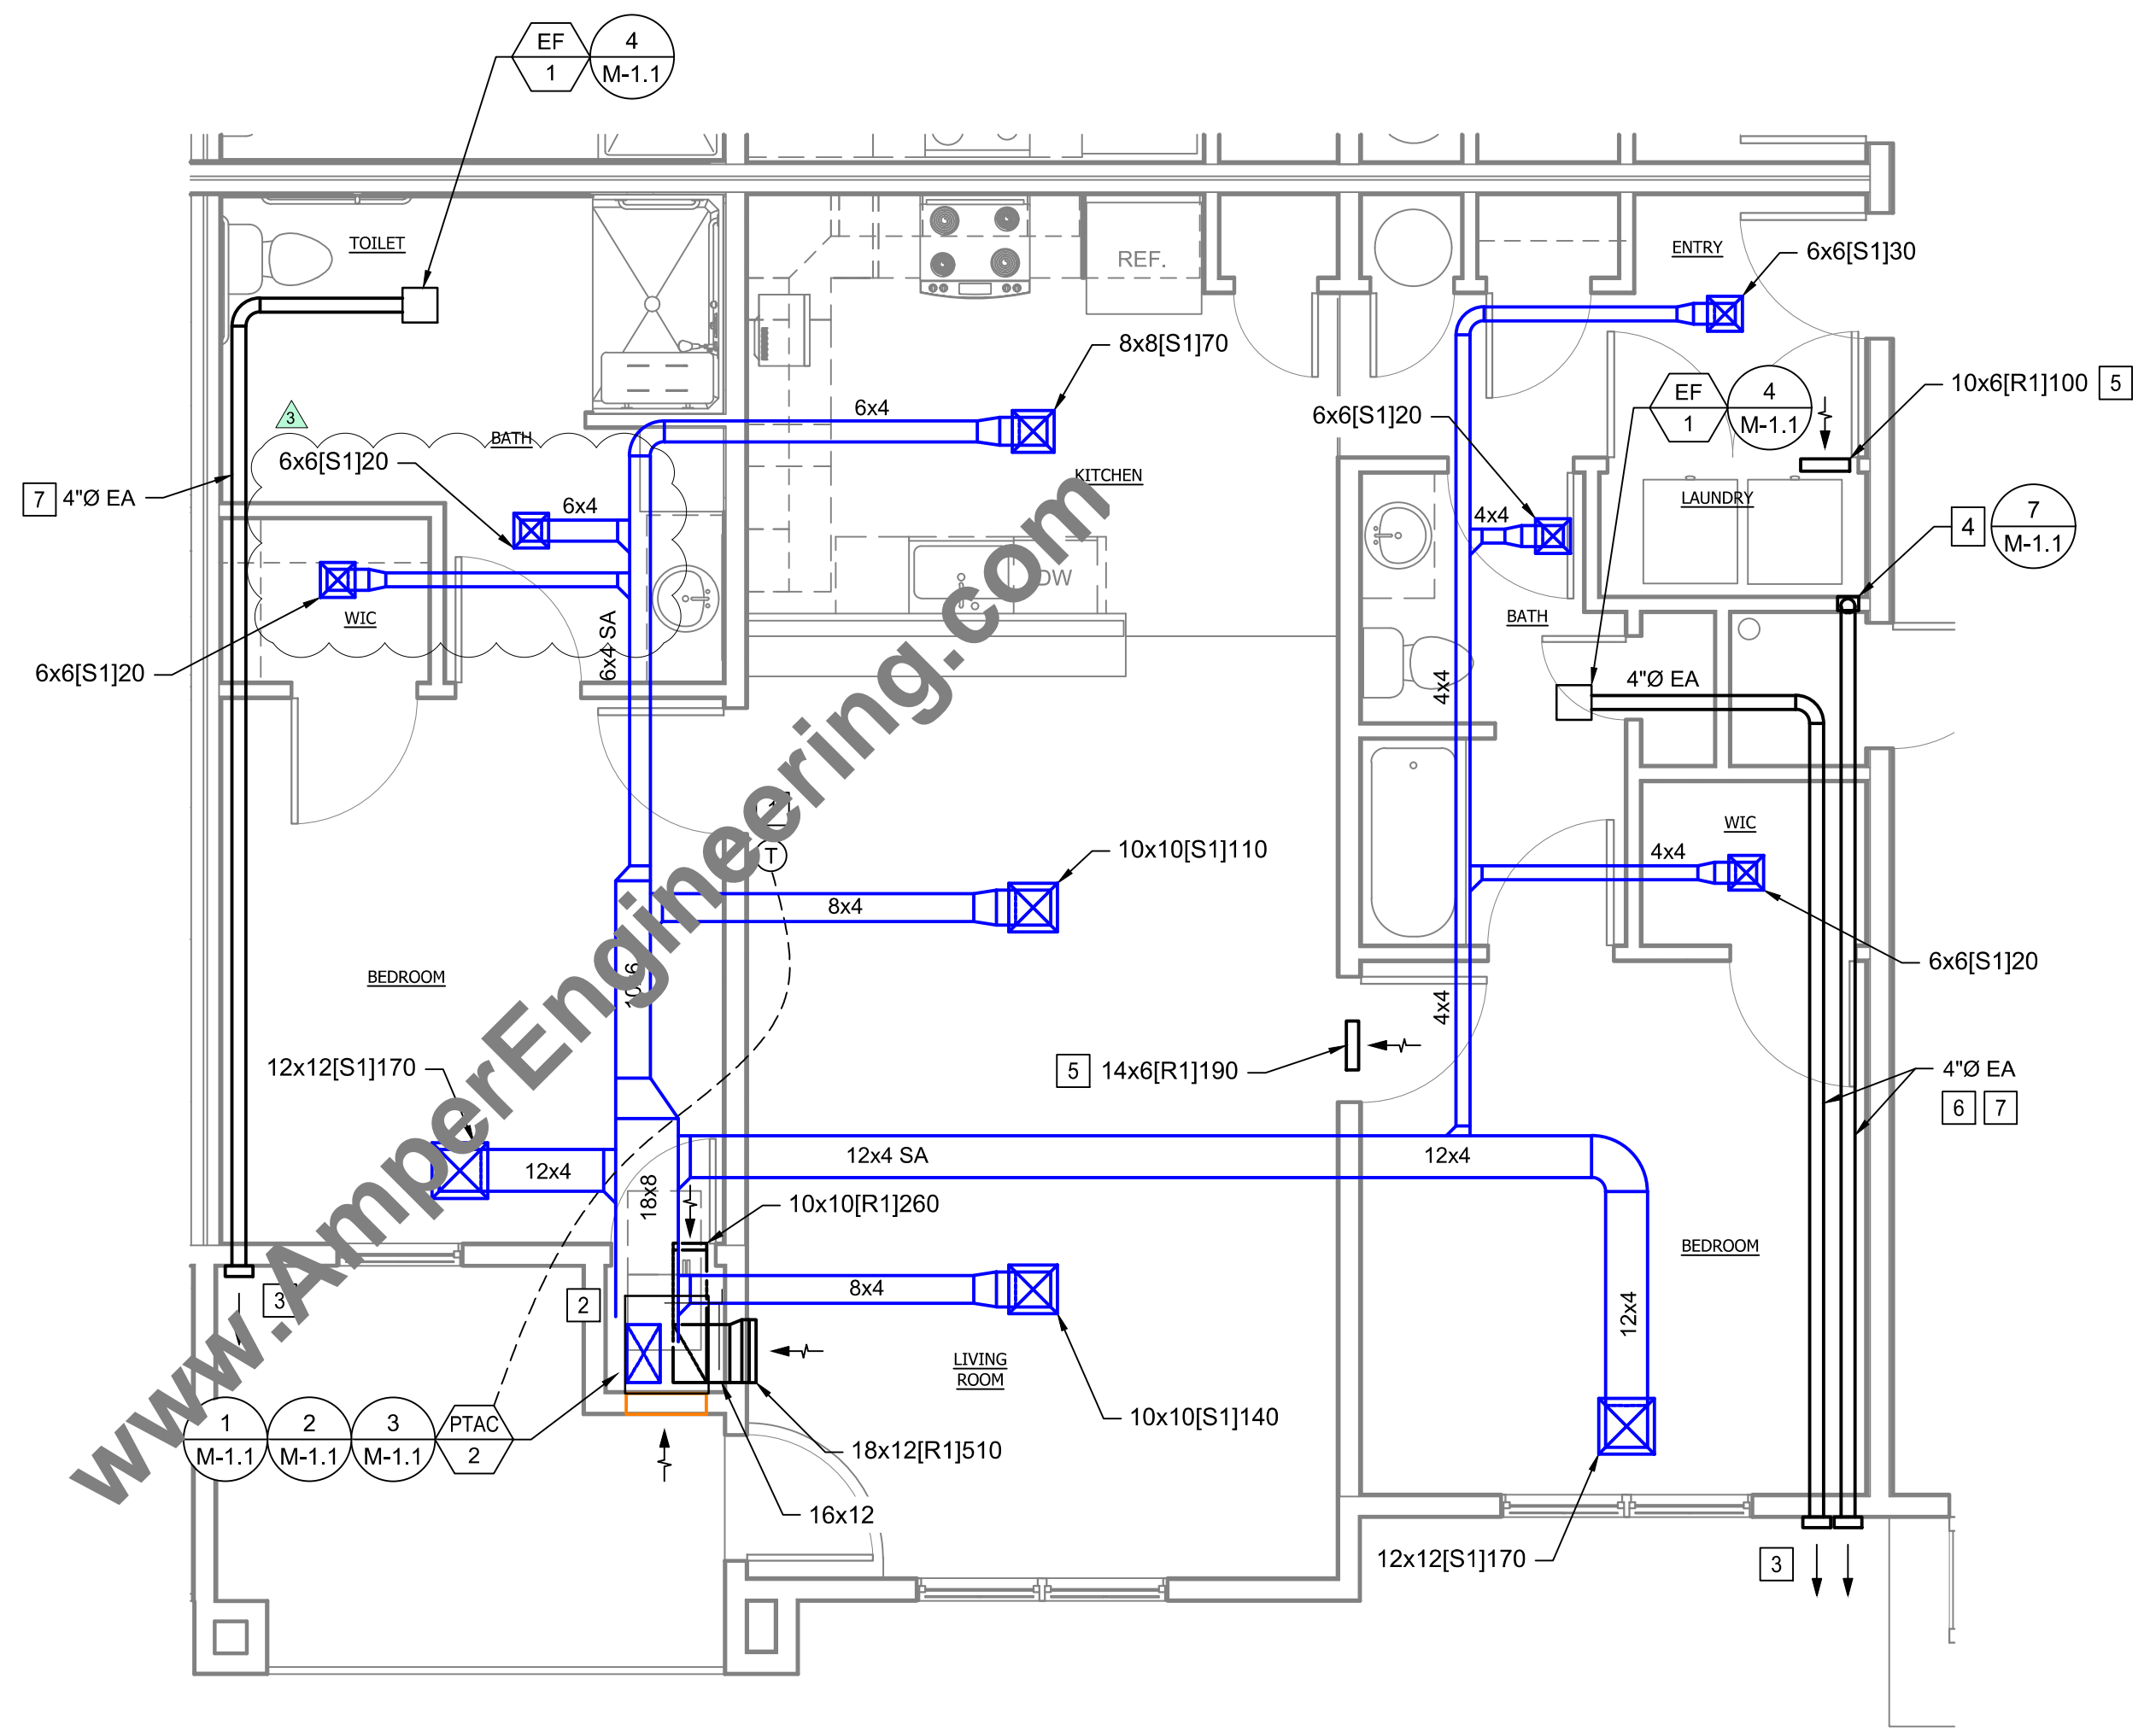 EF
1
4
M-1.1
TOILET
ENTRY
6x6[S1]30
REF.
8x8[S1]70
10x6[R1]100 5
EF
1
4
M-1.1
6x4
3
BATH
6x6[S1]20
6x6[S1]20
KITCHEN
LAUNDRY
7 4"Ø EA
6x4
4x4
4
7
M-1.1
DW
WIC
BATH
6x4 SA
6x6[S1]20
4"Ø EA
4x4
WIC
T
10x10[S1]110
4x4
8x4
6x6[S1]20
BEDROOM
4x4
12x12[S1]170
5 14x6[R1]190
4"Ø EA
6 7
12x4 SA
12x4
12x4
18x8
10x10[R1]260
BEDROOM
8x4
12x4
3
2
LIVING
ROOM
1
M-1.1
2
M-1.1
3
M-1.1
PTAC
2
10x10[S1]140
18x12[R1]510
16x12
12x12[S1]170
3
www.AmperEngineering.com